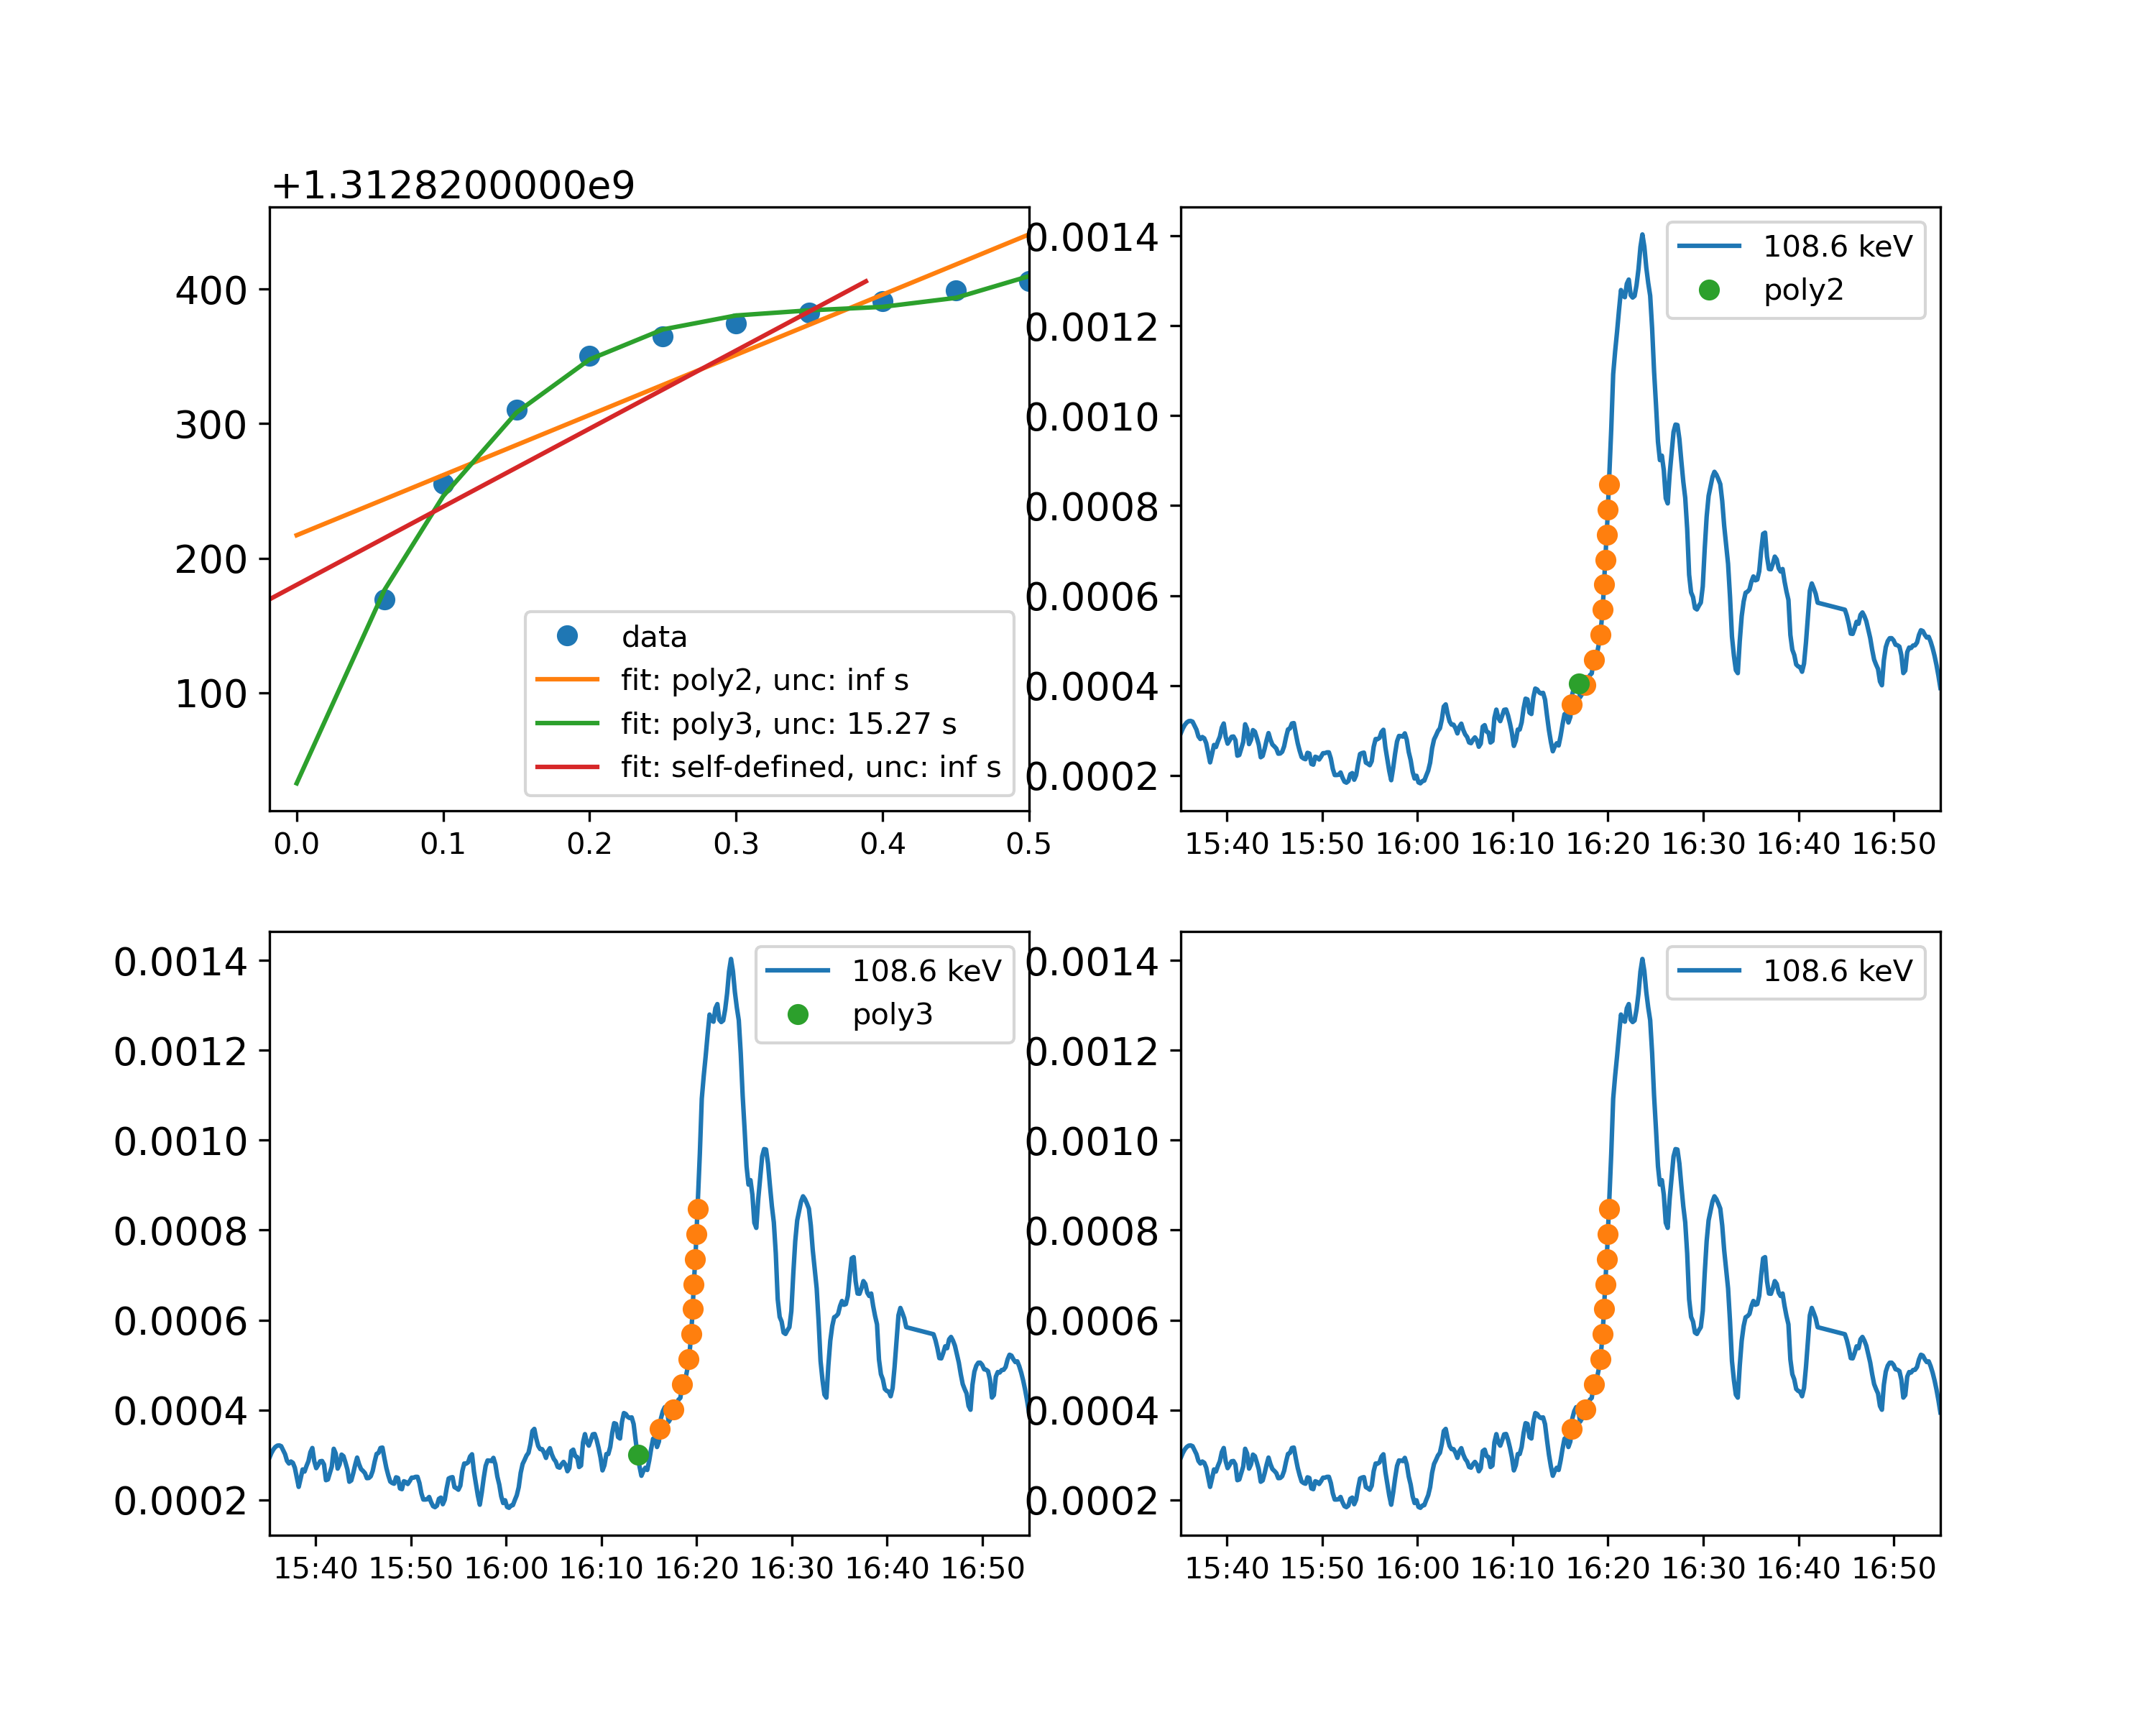 +1.3128200000e9
400
300
200
100
data
fit: poly2, unc: inf s
fit: poly3, unc: 15.27 s
fit: self-defined, unc: inf s
0.0 0.1 0.2 0.3 0.4 0.5
0.0014
0.0012
0.0010
0.0008
0.0006
0.0004
0.0002
108.6 keV
poly2
15:40 15:50 16:00 16:10 16:20 16:30 16:40 16:50
0.0014
0.0012
0.0010
0.0008
0.0006
0.0004
0.0002
108.6 keV
poly3
15:40 15:50 16:00 16:10 16:20 16:30 16:40 16:50
0.0014
0.0012
0.0010
0.0008
0.0006
0.0004
0.0002
108.6 keV
15:40 15:50 16:00 16:10 16:20 16:30 16:40 16:50